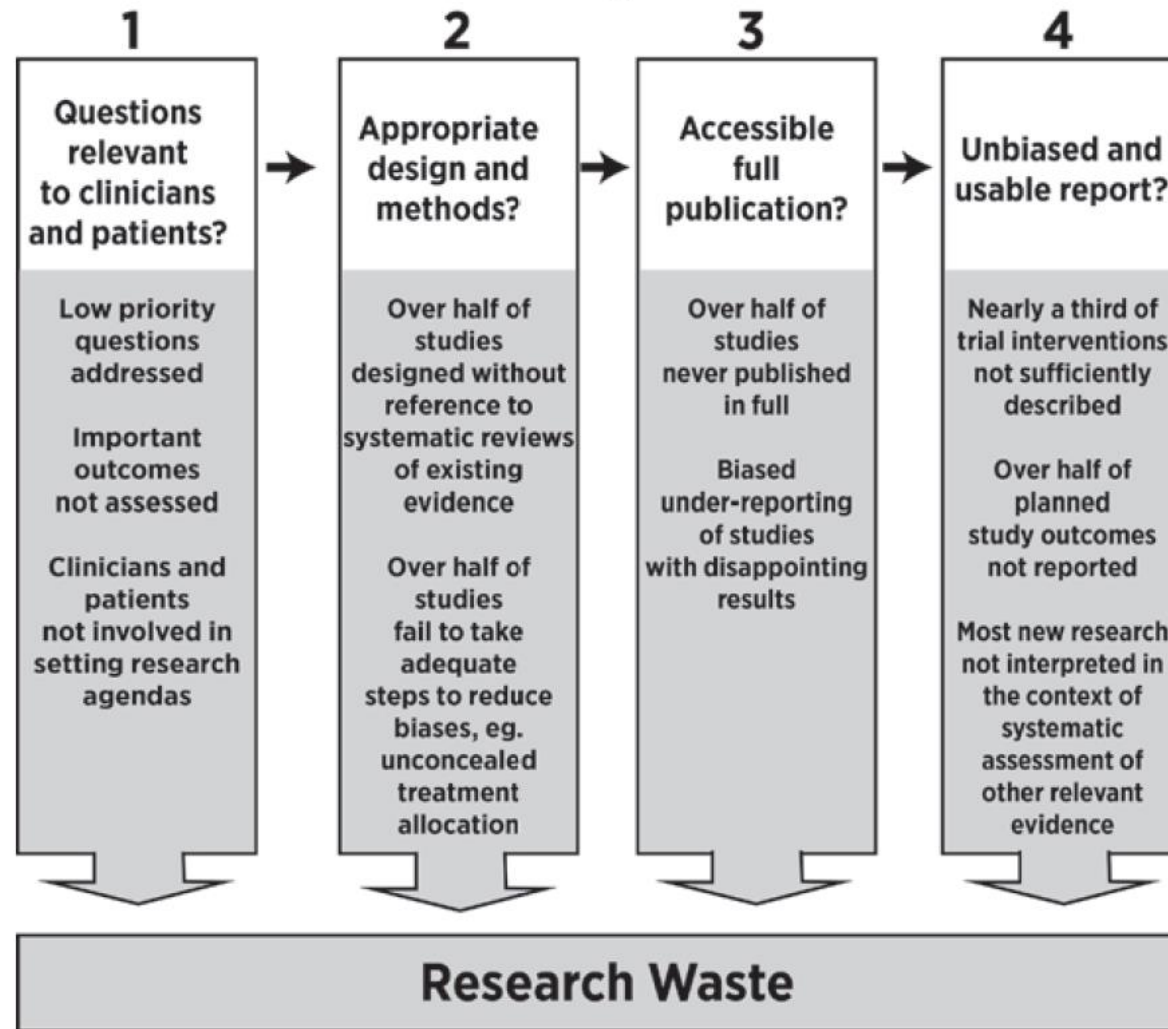 1
Questions
relevant
to clinicians
and patients?
Low priority
questions
addressed
Important
outcomes
not assessed
Clinicians and
patients
not involved in
setting research
agendas
2
Appropriate
design and
methods?
Over half of
studies
designed without
reference to
systematic reviews
of existing
evidence
Over half of
studies
fail to take
adequate
steps to reduce
biases, eg.
unconcealed
treatment
allocation
3
Accessible
full
publication?
Over half of
studies
never published
in full
Biased
under-reporting
of studies
with disappointing
results
4
Unbiased and
usable report?
Nearly a third of
trial interventions
not sufficiently
described
Over half of
planned
study outcomes
not reported
Most new research
not interpreted in
the context of
systematic
assessment of
other relevant
evidence
Research Waste